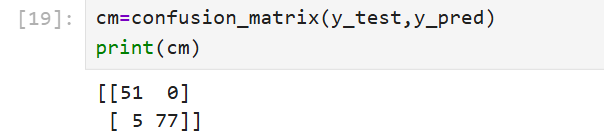 [19]: cm=confusion_matrix(y_test,y_pred)
print(cm)
[[51  0]
 [ 5 77]]